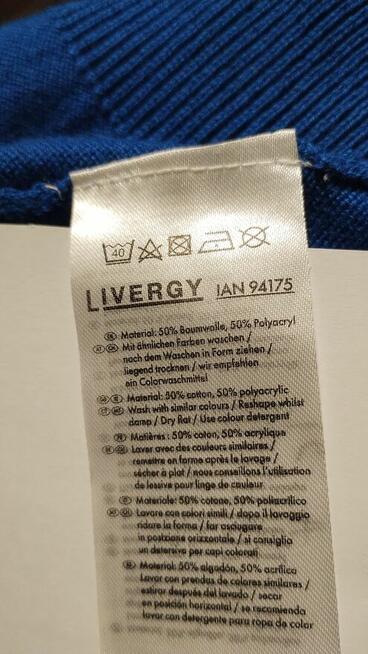 40
LIVERGY IAN 94175
DE Material: 50% Baumwolle, 50% Polyacryl
AT CH Mit ähnlichen Farben waschen /
nach dem Waschen in Form ziehen /
liegend trocknen / wir empfehlen
ein Colorwaschmittel
Material: 50% cotton, 50% polyacrylic
Wash with similar colours / Reshape whilst
damp / Dry flat / Use colour detergent
Matières : 50% coton, 50% acrylique
Laver avec des couleurs similaires /
remettre en forme après le lavage /
sécher à plat / nous conseillons l'utilisation
de lessive pour linge de couleur
Materiale: 50% cotone, 50% poliacrilico
Lavare con colori simili / dopo il lavaggio
ridare la forma / far asciugare
in posizione orizzontale / si consiglia
un detersivo per capi colorati
Material: 50% algodón, 50% acrílica
Lavar con prendas de colores similares /
estirar después del lavado / secar
en posición horizontal / se recomienda
lavar con detergente para ropa de color